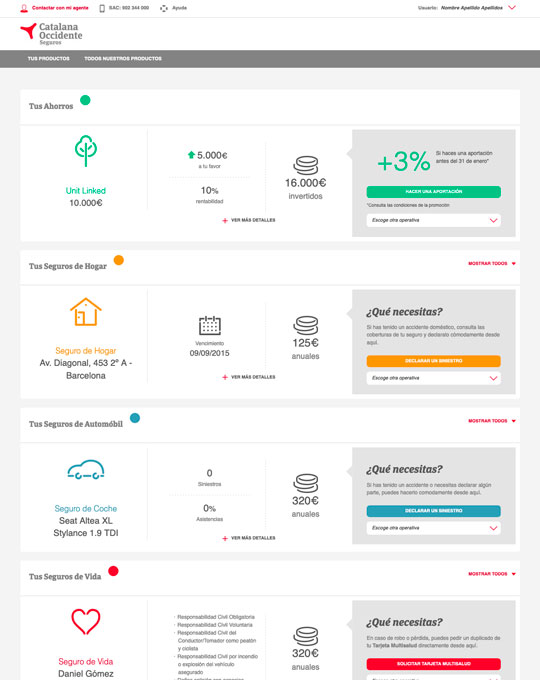 Contactar con mi agente SAC: 902 344 000 Ayuda Usuario: Nombre Apellido Apellidos
Catalana
Occidente
Seguros
TUS PRODUCTOS TODOS NUESTROS PRODUCTOS
Tus Ahorros
Unit Linked
10.000€
5.000€
a tu favor
10%
rentabilidad
16.000€
invertidos
+ VER MÁS DETALLES
+3%
Si haces una aportación
antes del 31 de enero*
HACER UNA APORTACIÓN
*Consulta las condiciones de la promoción
Escoge otra operativa
Tus Seguros de Hogar
MOSTRAR TODOS
Seguro de Hogar
Av. Diagonal, 453 2º A -
Barcelona
Vencimiento
09/09/2015
125€
anuales
+ VER MÁS DETALLES
¿Qué necesitas?
Si has tenido un accidente doméstico, consulta las
coberturas de tu seguro y declaralo cómodamente desde
aquí.
DECLARAR UN SINIESTRO
Escoge otra operativa
Tus Seguros de Automóbil
MOSTRAR TODOS
Seguro de Coche
Seat Altea XL
Stylance 1.9 TDI
0
Siniestros
0%
Asistencias
320€
anuales
+ VER MÁS DETALLES
¿Qué necesitas?
Si has tenido un accidente o necesitas declarar algún
parte, puedes hacerlo comodamente desde aquí.
DECLARAR UN SINIESTRO
Escoge otra operativa
Tus Seguros de Vida
MOSTRAR TODOS
Seguro de Vida
Daniel Gómez
- Responsabilidad Civil Obligatoria
- Responsabilidad Civil Voluntaria
- Responsabilidad Civil del
Conductor/Tomador como peatón
y ciclista
- Responsabilidad Civil por incendio
o explosión del vehículo
asegurado
320€
anuales
¿Qué necesitas?
En caso de robo o pérdida, puedes pedir un duplicado de
tu Tarjeta Multisalud directamente desde aquí.
SOLICITAR TARJETA MULTISALUD